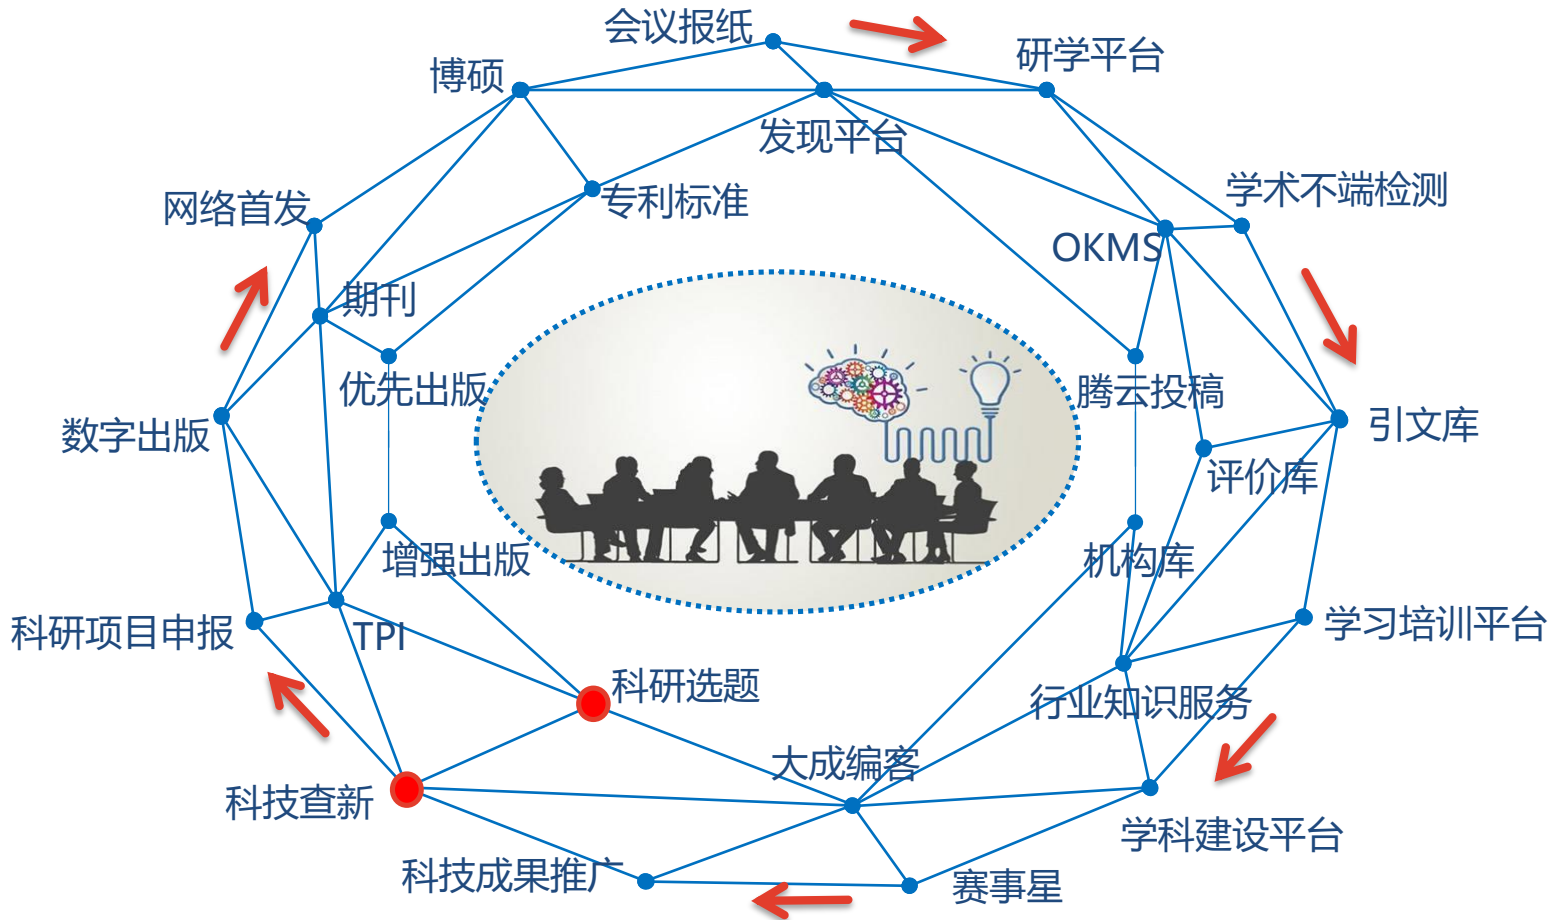 会议报纸
研学平台
博硕
发现平台
学术不端检测
网络首发
专利标准
OKMS
期刊
优先出版
腾云投稿
数字出版
引文库
评价库
增强出版
机构库
科研项目申报
TPI
学习培训平台
科研选题
行业知识服务
大成编客
科技查新
学科建设平台
科技成果推广
赛事星